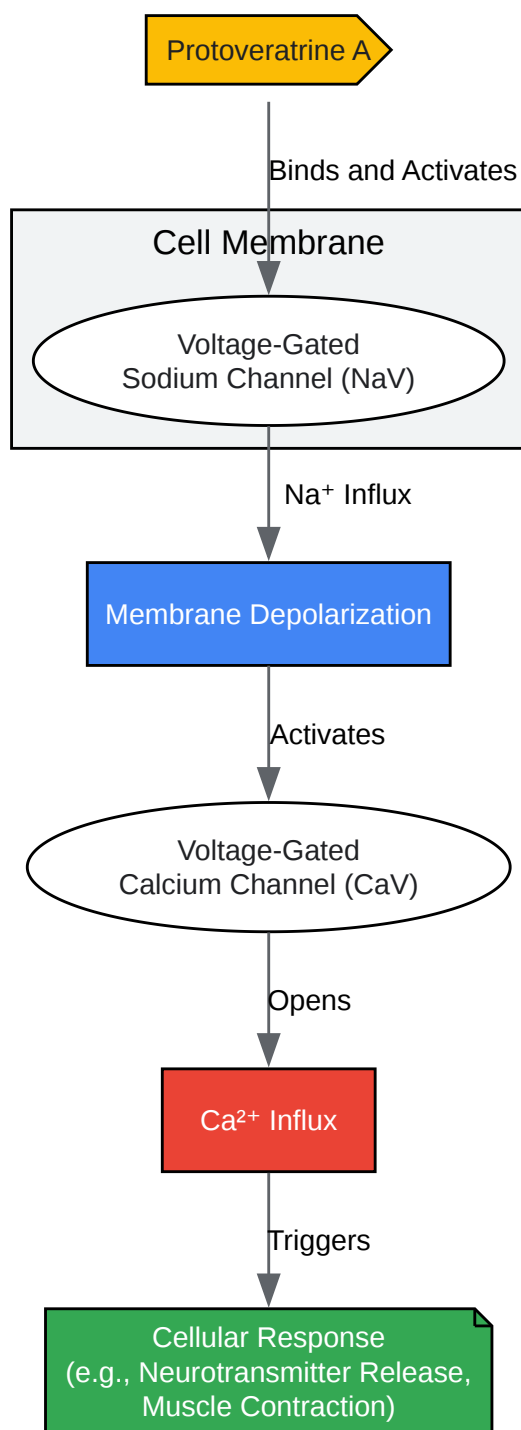 Protoveratrine A
Binds and Activates
Cell Membrane
Voltage-Gated
Sodium Channel (NaV)
Na⁺ Influx
Membrane Depolarization
Activates
Voltage-Gated
Calcium Channel (CaV)
Opens
Ca²⁺ Influx
Triggers
Cellular Response
(e.g., Neurotransmitter Release,
Muscle Contraction)